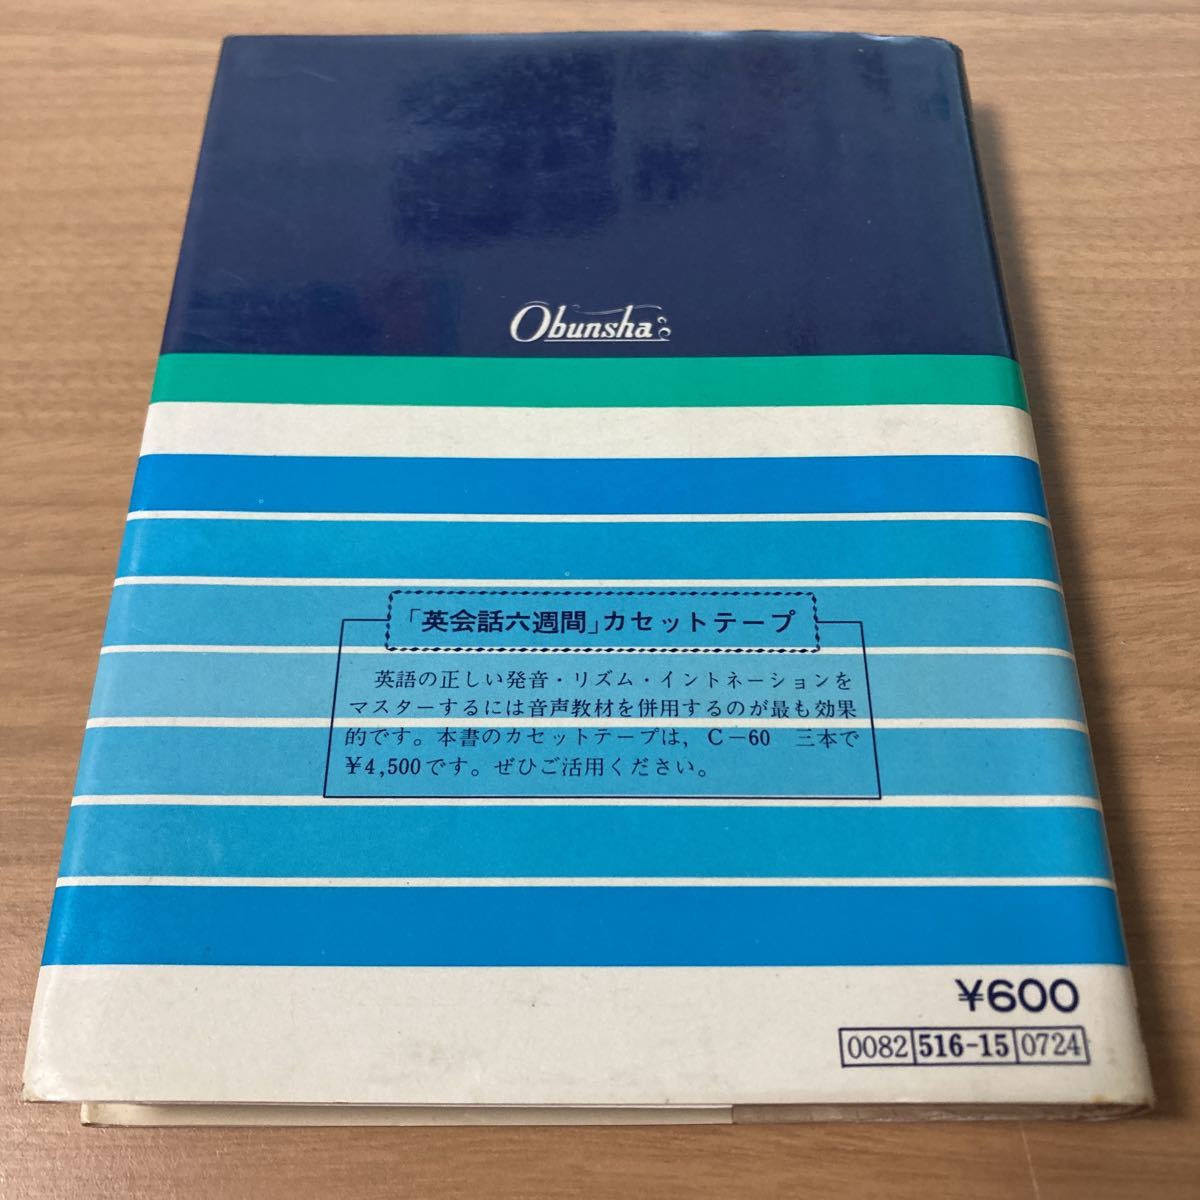 Obunsha
「英会話六週間」カセットテープ
英語の正しい発音・リズム・イントネーションを
マスターするには音声教材を併用するのが最も効果
的です。本書のカセットテープは，C－60　三本で
¥4,500です。ぜひご活用ください。
¥600
0082 516-15 0724